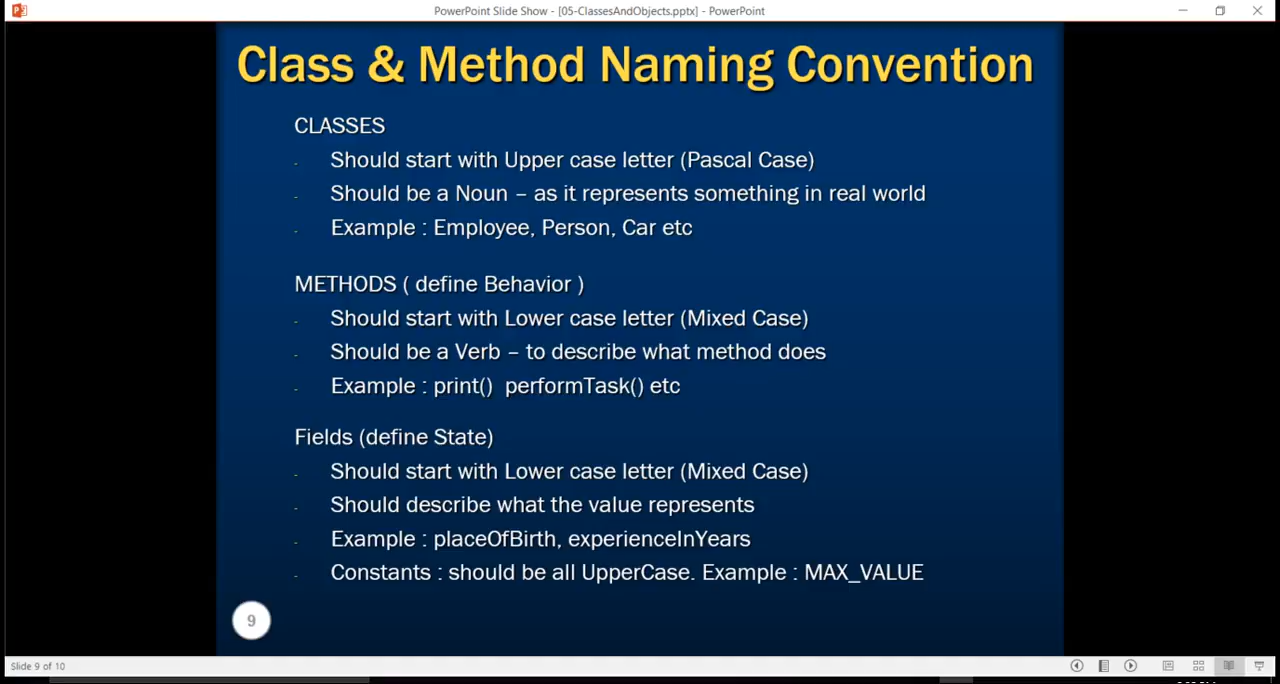 PowerPoint Slide Show - [05-ClassesAndObjects.pptx] - PowerPoint
Class & Method Naming Convention
CLASSES
- Should start with Upper case letter (Pascal Case)
- Should be a Noun – as it represents something in real world
- Example : Employee, Person, Car etc
METHODS ( define Behavior )
- Should start with Lower case letter (Mixed Case)
- Should be a Verb – to describe what method does
- Example : print()  performTask() etc
Fields (define State)
- Should start with Lower case letter (Mixed Case)
- Should describe what the value represents
- Example : placeOfBirth, experienceInYears
- Constants : should be all UpperCase. Example : MAX_VALUE
9
Slide 9 of 10